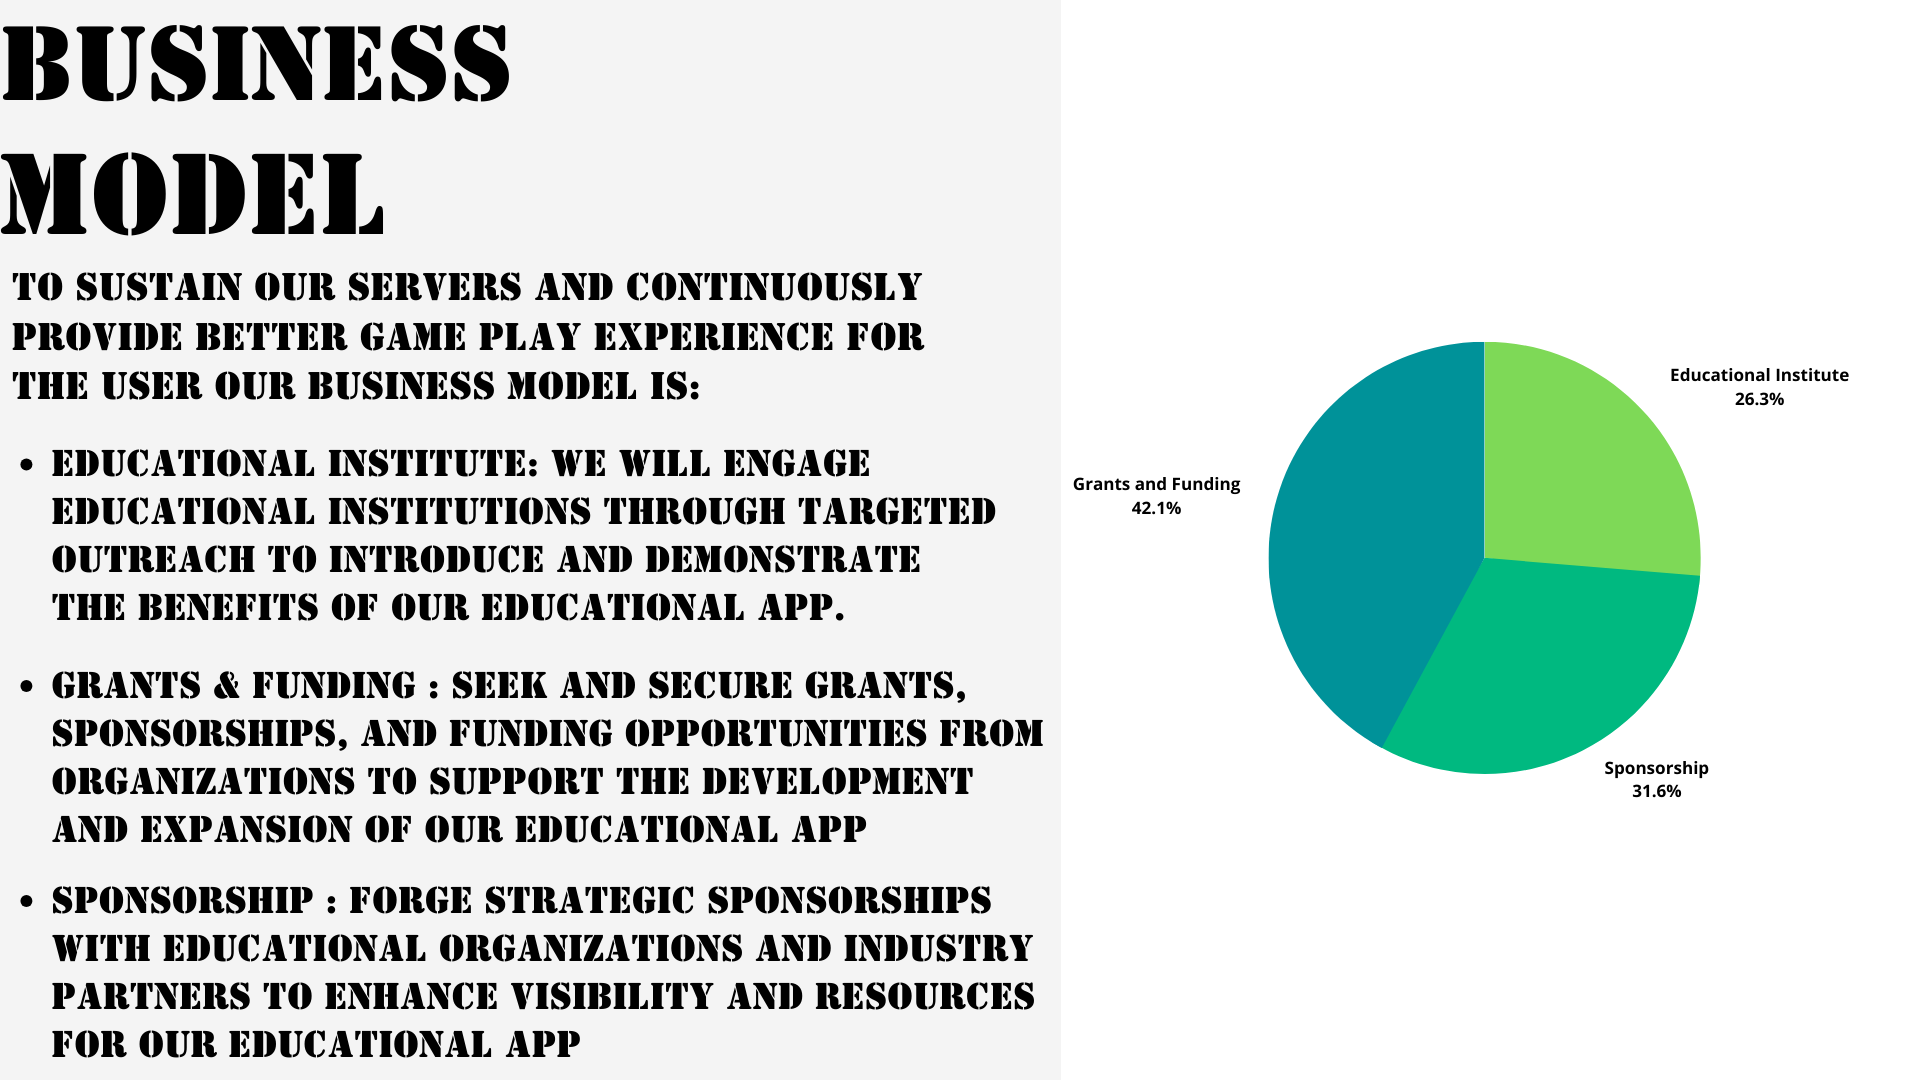 BUSINESS
MODEL
TO SUSTAIN OUR SERVERS AND CONTINUOUSLY
PROVIDE BETTER GAME PLAY EXPERIENCE FOR
THE USER OUR BUSINESS MODEL IS:
• EDUCATIONAL INSTITUTE: WE WILL ENGAGE
EDUCATIONAL INSTITUTIONS THROUGH TARGETED
OUTREACH TO INTRODUCE AND DEMONSTRATE
THE BENEFITS OF OUR EDUCATIONAL APP.
• GRANTS & FUNDING : SEEK AND SECURE GRANTS,
SPONSORSHIPS, AND FUNDING OPPORTUNITIES FROM
ORGANIZATIONS TO SUPPORT THE DEVELOPMENT
AND EXPANSION OF OUR EDUCATIONAL APP
• SPONSORSHIP : FORGE STRATEGIC SPONSORSHIPS
WITH EDUCATIONAL ORGANIZATIONS AND INDUSTRY
PARTNERS TO ENHANCE VISIBILITY AND RESOURCES
FOR OUR EDUCATIONAL APP
Educational Institute
26.3%
Grants and Funding
42.1%
Sponsorship
31.6%